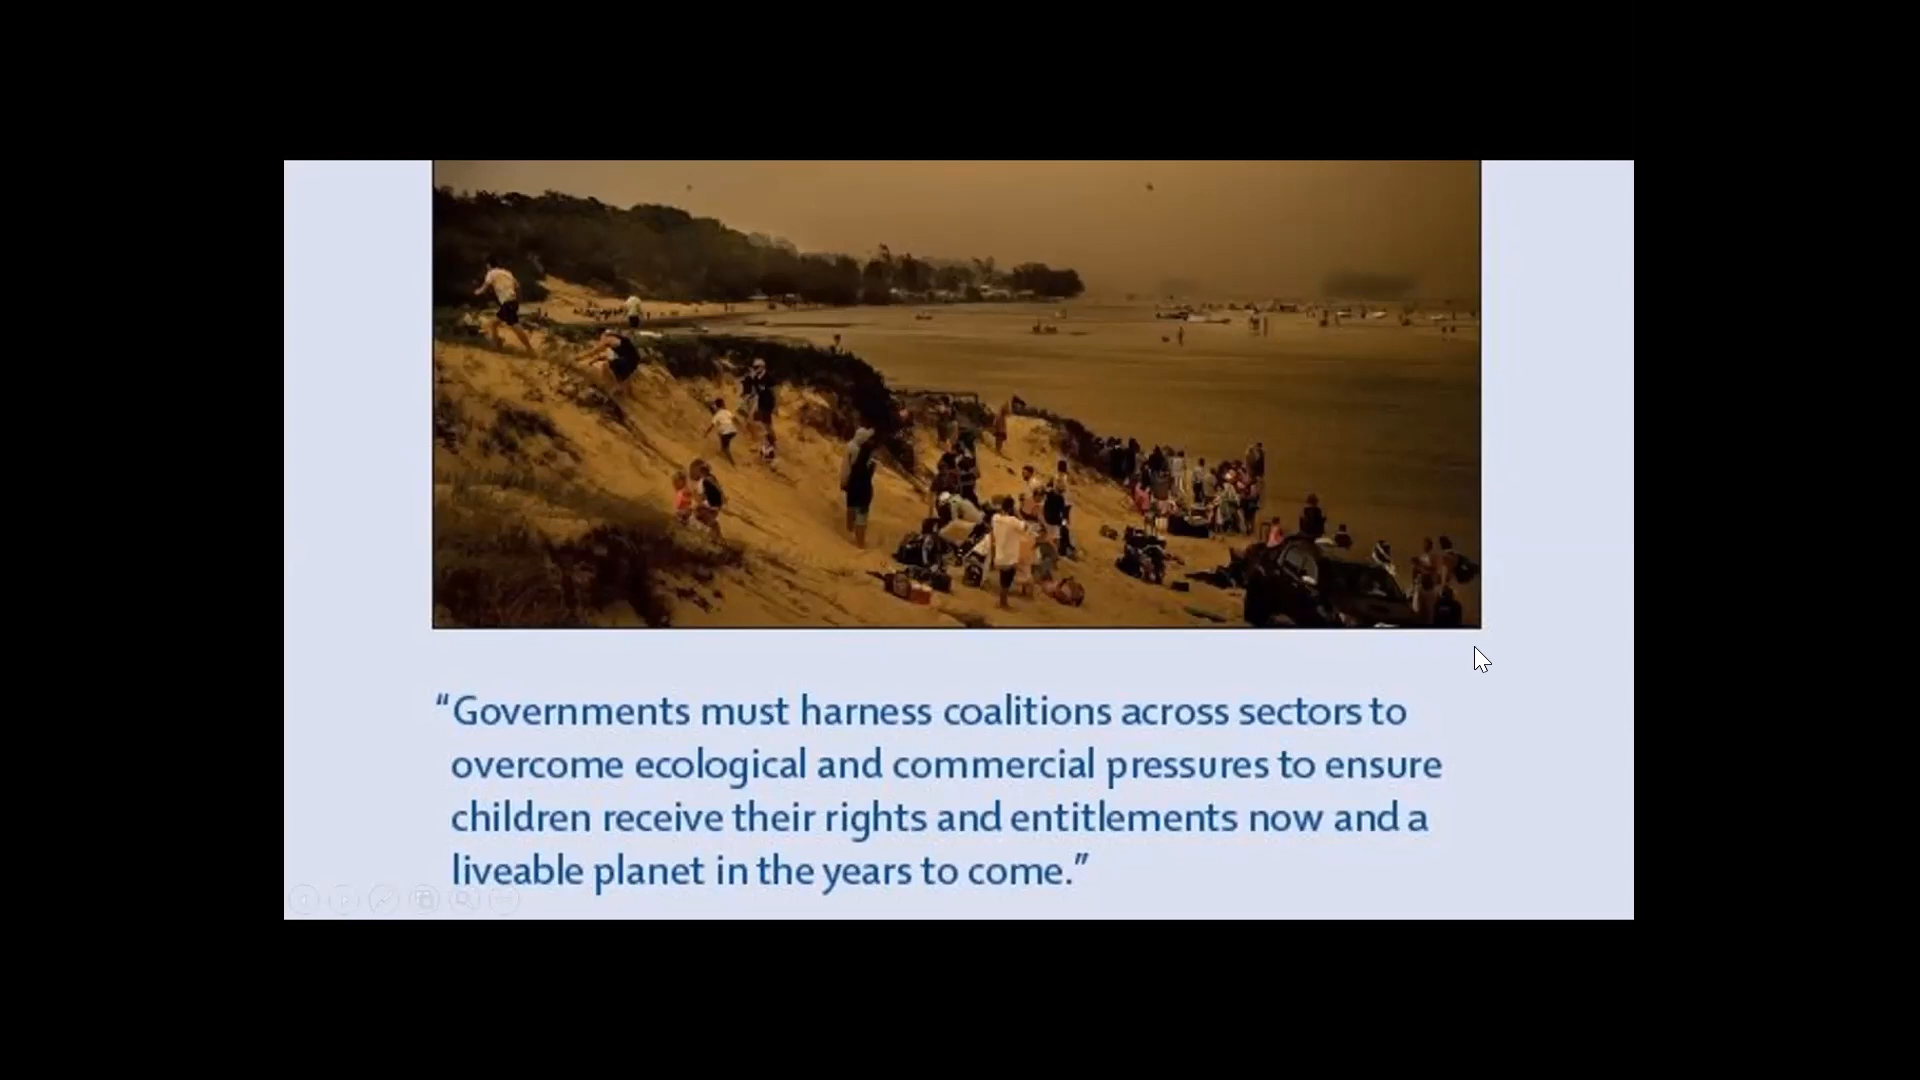 “Governments must harness coalitions across sectors to
overcome ecological and commercial pressures to ensure
children receive their rights and entitlements now and a
liveable planet in the years to come.”